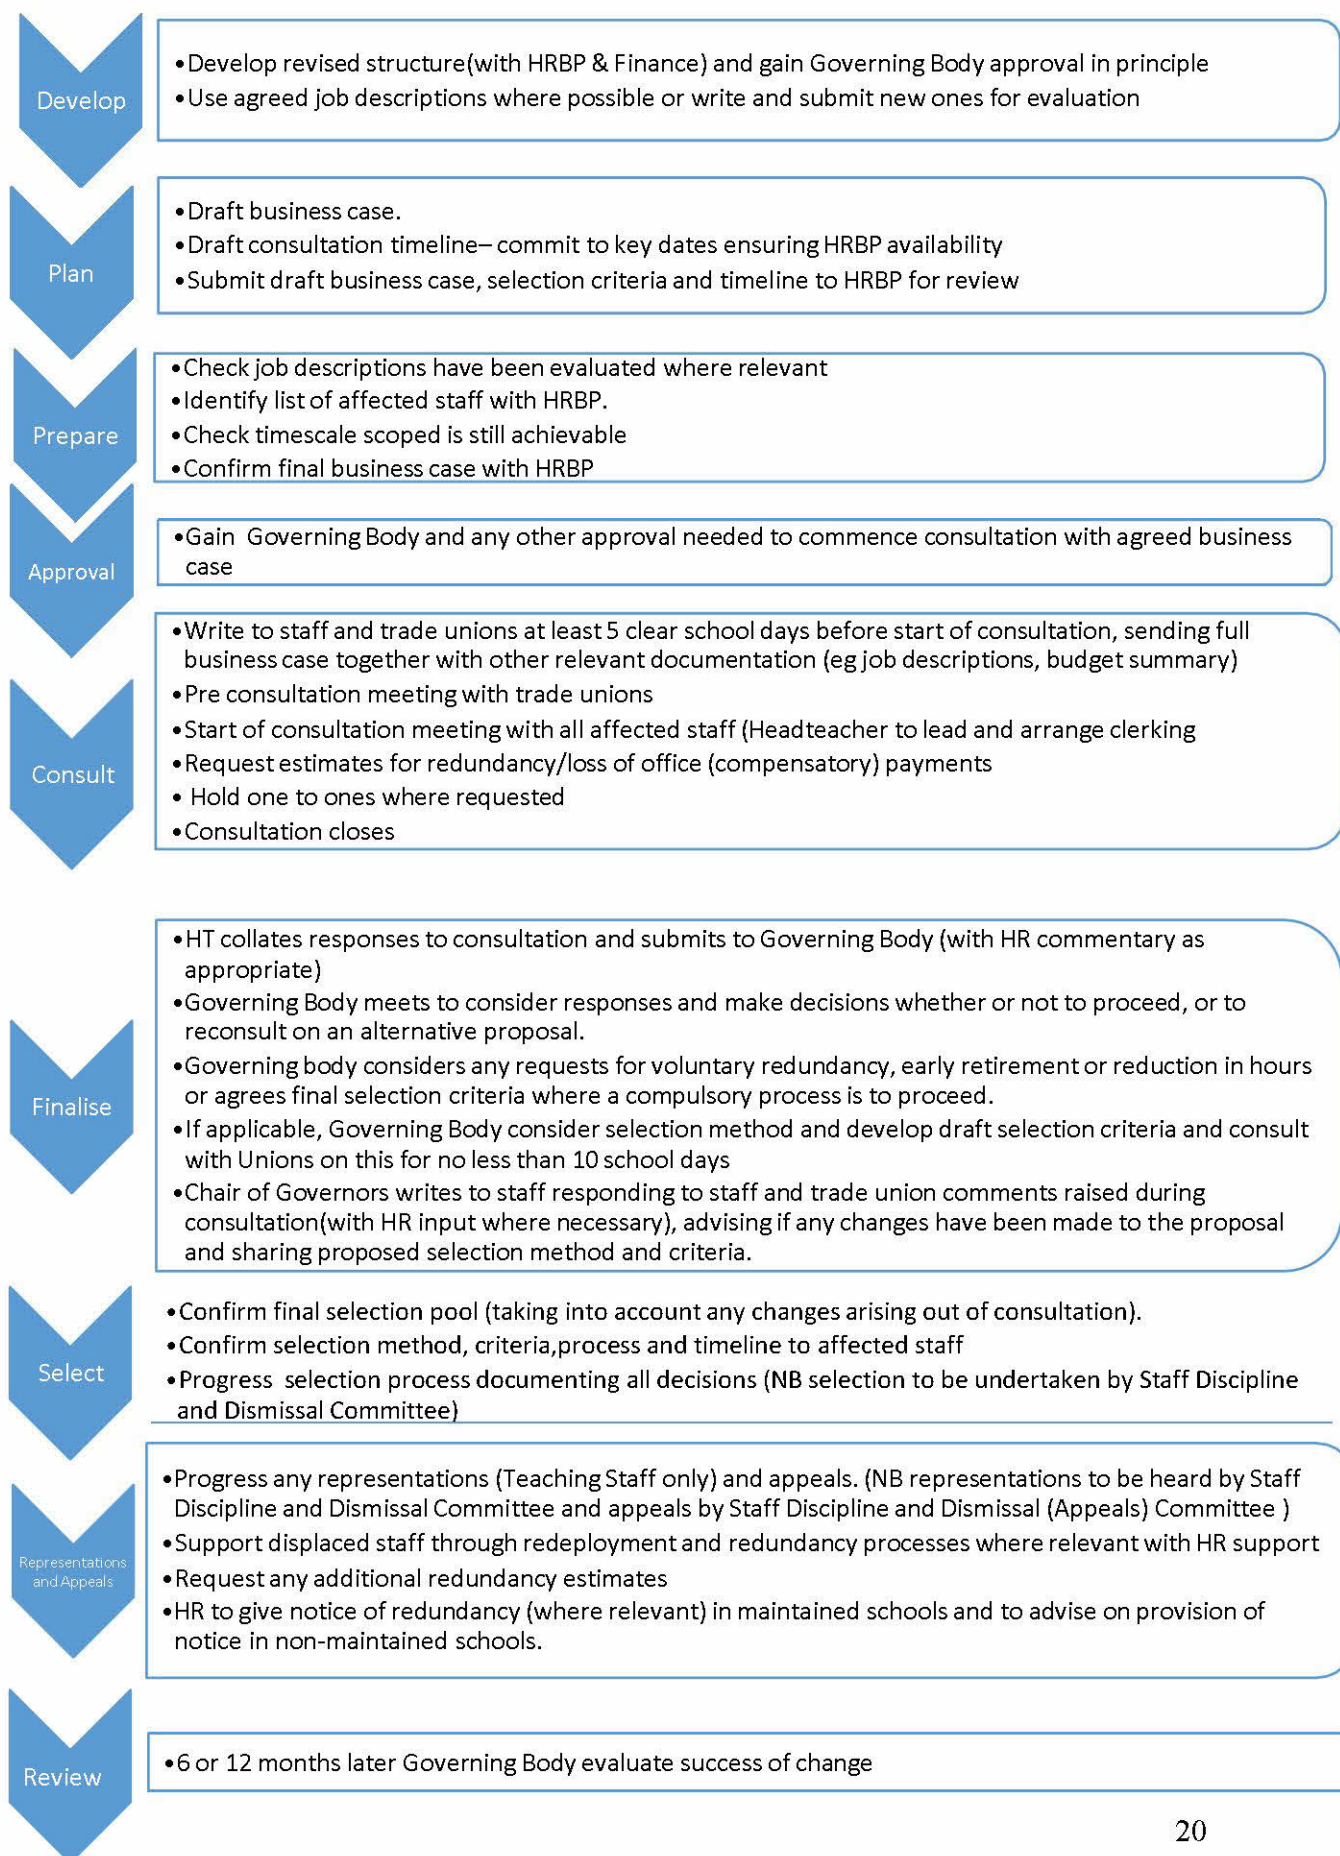 Develop
•Develop revised structure(with HRBP & Finance) and gain Governing Body approval in principle
•Use agreed job descriptions where possible or write and submit new ones for evaluation
Plan
•Draft business case.
•Draft consultation timeline– commit to key dates ensuring HRBP availability
•Submit draft business case, selection criteria and timeline to HRBP for review
Prepare
•Check job descriptions have been evaluated where relevant
•Identify list of affected staff with HRBP.
•Check timescale scoped is still achievable
•Confirm final business case with HRBP
Approval
•Gain Governing Body and any other approval needed to commence consultation with agreed business
case
Consult
•Write to staff and trade unions at least 5 clear school days before start of consultation, sending full
business case together with other relevant documentation (eg job descriptions, budget summary)
•Pre consultation meeting with trade unions
•Start of consultation meeting with all affected staff (Headteacher to lead and arrange clerking
•Request estimates for redundancy/loss of office (compensatory) payments
• Hold one to ones where requested
•Consultation closes
Finalise
•HT collates responses to consultation and submits to Governing Body (with HR commentary as
appropriate)
•Governing Body meets to consider responses and make decisions whether or not to proceed, or to
reconsult on an alternative proposal.
•Governing body considers any requests for voluntary redundancy, early retirement or reduction in hours
or agrees final selection criteria where a compulsory process is to proceed.
•If applicable, Governing Body consider selection method and develop draft selection criteria and consult
with Unions on this for no less than 10 school days
•Chair of Governors writes to staff responding to staff and trade union comments raised during
consultation(with HR input where necessary), advising if any changes have been made to the proposal
and sharing proposed selection method and criteria.
Select
•Confirm final selection pool (taking into account any changes arising out of consultation).
•Confirm selection method, criteria,process and timeline to affected staff
•Progress selection process documenting all decisions (NB selection to be undertaken by Staff Discipline
and Dismissal Committee)
Representations
and Appeals
•Progress any representations (Teaching Staff only) and appeals. (NB representations to be heard by Staff
Discipline and Dismissal Committee and appeals by Staff Discipline and Dismissal (Appeals) Committee )
•Support displaced staff through redeployment and redundancy processes where relevant with HR support
•Request any additional redundancy estimates
•HR to give notice of redundancy (where relevant) in maintained schools and to advise on provision of
notice in non-maintained schools.
Review
•6 or 12 months later Governing Body evaluate success of change
20